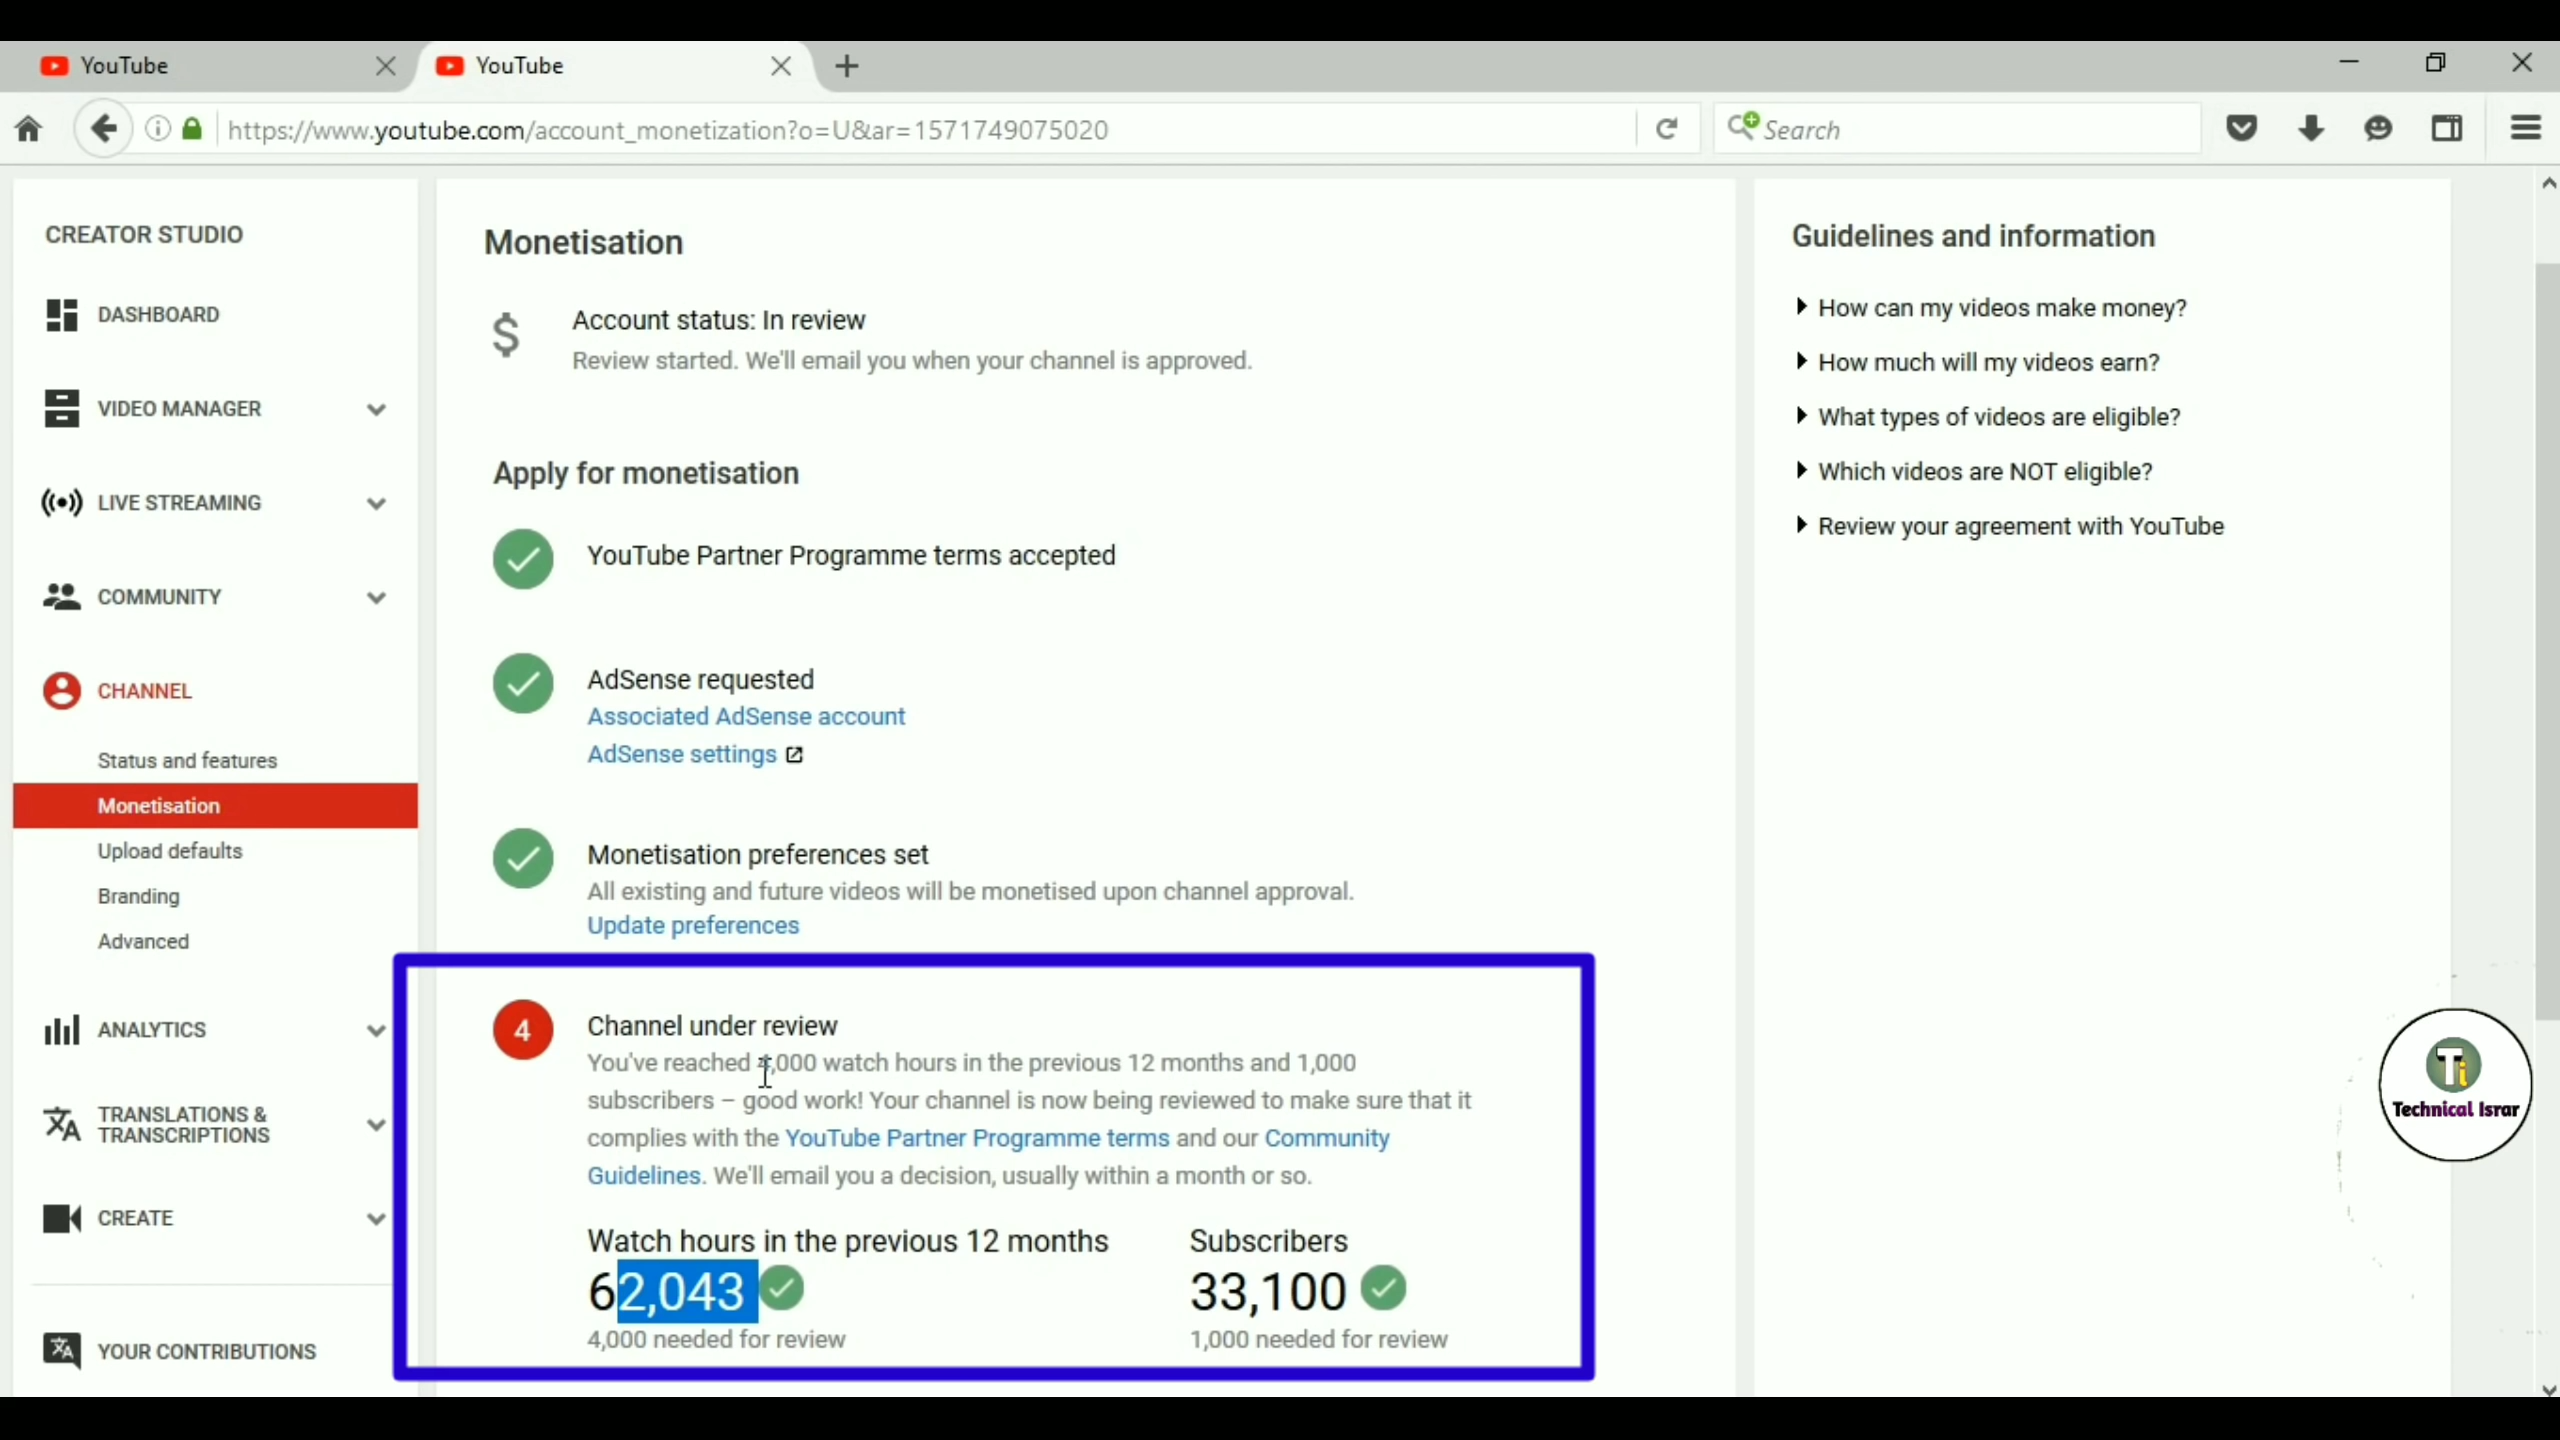 YouTube
YouTube
https://www.youtube.com/account_monetization?o=U&ar=1571749075020
Search
CREATOR STUDIO
DASHBOARD
VIDEO MANAGER
LIVE STREAMING
COMMUNITY
CHANNEL
Status and features
Monetisation
Upload defaults
Branding
Advanced
ANALYTICS
TRANSLATIONS &
TRANSCRIPTIONS
CREATE
YOUR CONTRIBUTIONS
Monetisation
Account status: In review
Review started. We'll email you when your channel is approved.
Apply for monetisation
YouTube Partner Programme terms accepted
AdSense requested
Associated AdSense account
AdSense settings
Monetisation preferences set
All existing and future videos will be monetised upon channel approval.
Update preferences
4
Channel under review
You've reached 4,000 watch hours in the previous 12 months and 1,000
subscribers – good work! Your channel is now being reviewed to make sure that it
complies with the YouTube Partner Programme terms and our Community
Guidelines. We'll email you a decision, usually within a month or so.
Watch hours in the previous 12 months
62,043
4,000 needed for review
Subscribers
33,100
1,000 needed for review
Guidelines and information
How can my videos make money?
How much will my videos earn?
What types of videos are eligible?
Which videos are NOT eligible?
Review your agreement with YouTube
Ti
Technical Israr